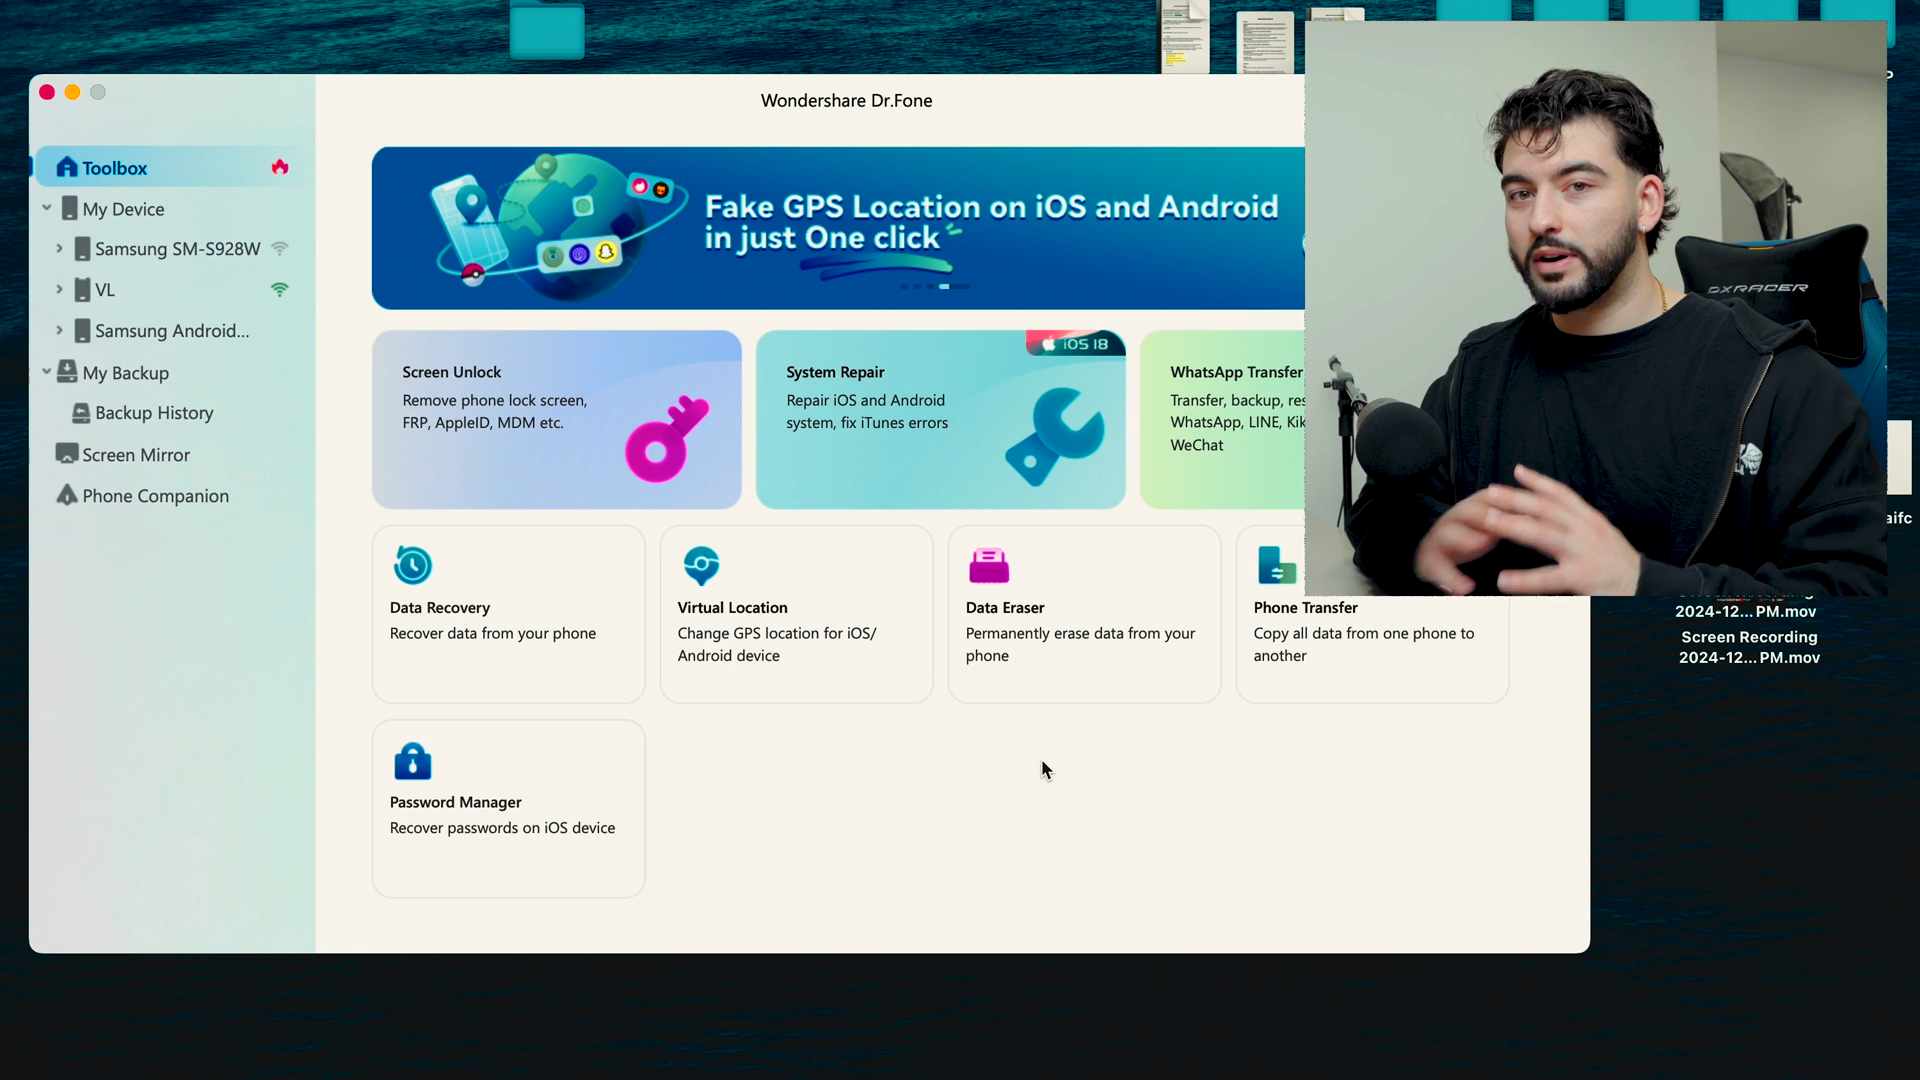 Wondershare Dr.Fone
Toolbox
My Device
Samsung SM-S928W
VL
Samsung Android...
My Backup
Backup History
Screen Mirror
Phone Companion
Fake GPS Location on iOS and Android
in just One click
Screen Unlock
Remove phone lock screen,
FRP, AppleID, MDM etc.
iOS 18
System Repair
Repair iOS and Android
system, fix iTunes errors
WhatsApp Transfer
Transfer, backup, res
WhatsApp, LINE, Kik
WeChat
Data Recovery
Recover data from your phone
Virtual Location
Change GPS location for iOS/
Android device
Data Eraser
Permanently erase data from your
phone
Phone Transfer
Copy all data from one phone to
another
Password Manager
Recover passwords on iOS device
DXRACER
aifc
2024-12...PM.mov
Screen Recording
2024-12...PM.mov